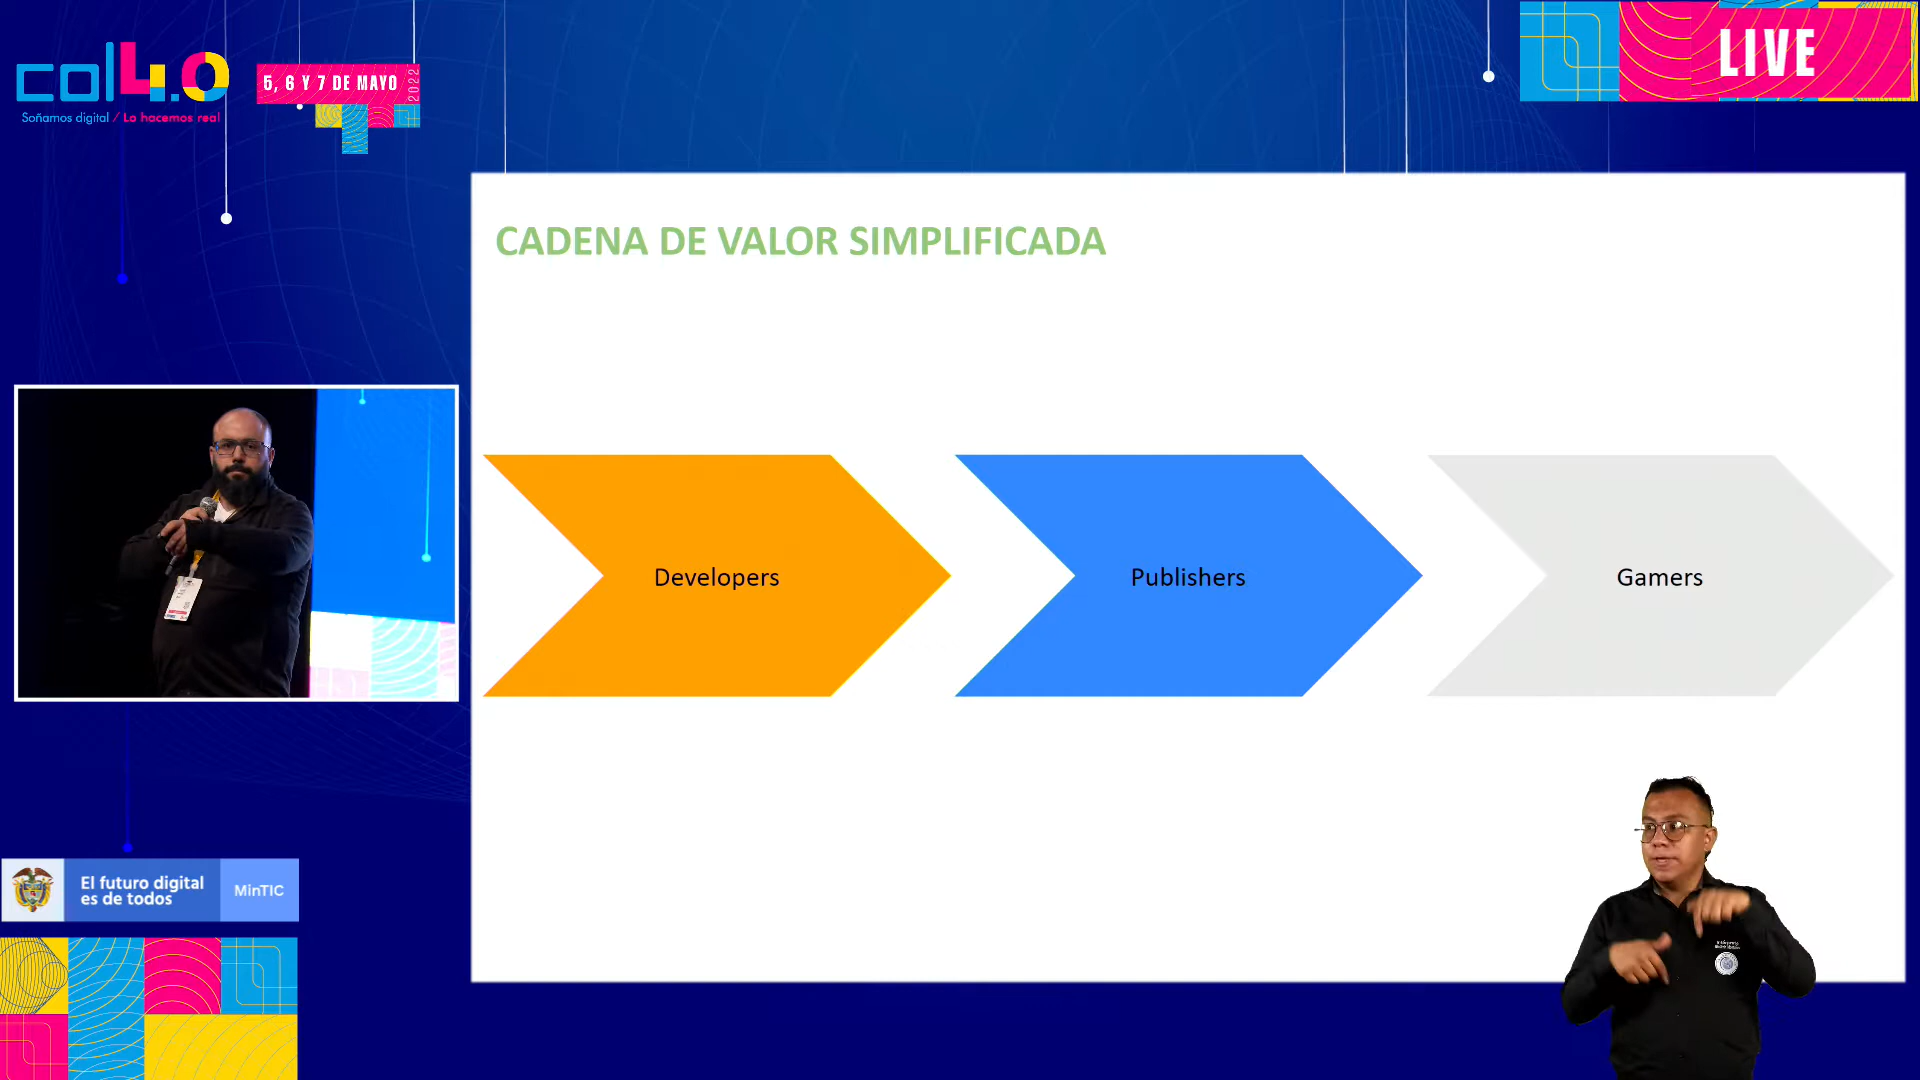 col4.0
Soñamos digital / Lo hacemos real
5, 6 Y 7 DE MAYO
2022
LIVE
CADENA DE VALOR SIMPLIFICADA
Developers
Publishers
Gamers
El futuro digital
es de todos
MinTIC